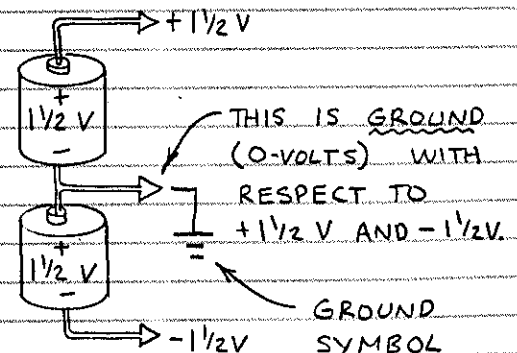 +1½ V
+
1½ V
-
THIS IS GROUND
(0-VOLTS) WITH
RESPECT TO
+1½ V AND -1½V.
+
1½ V
-
GROUND
SYMBOL
-1½V